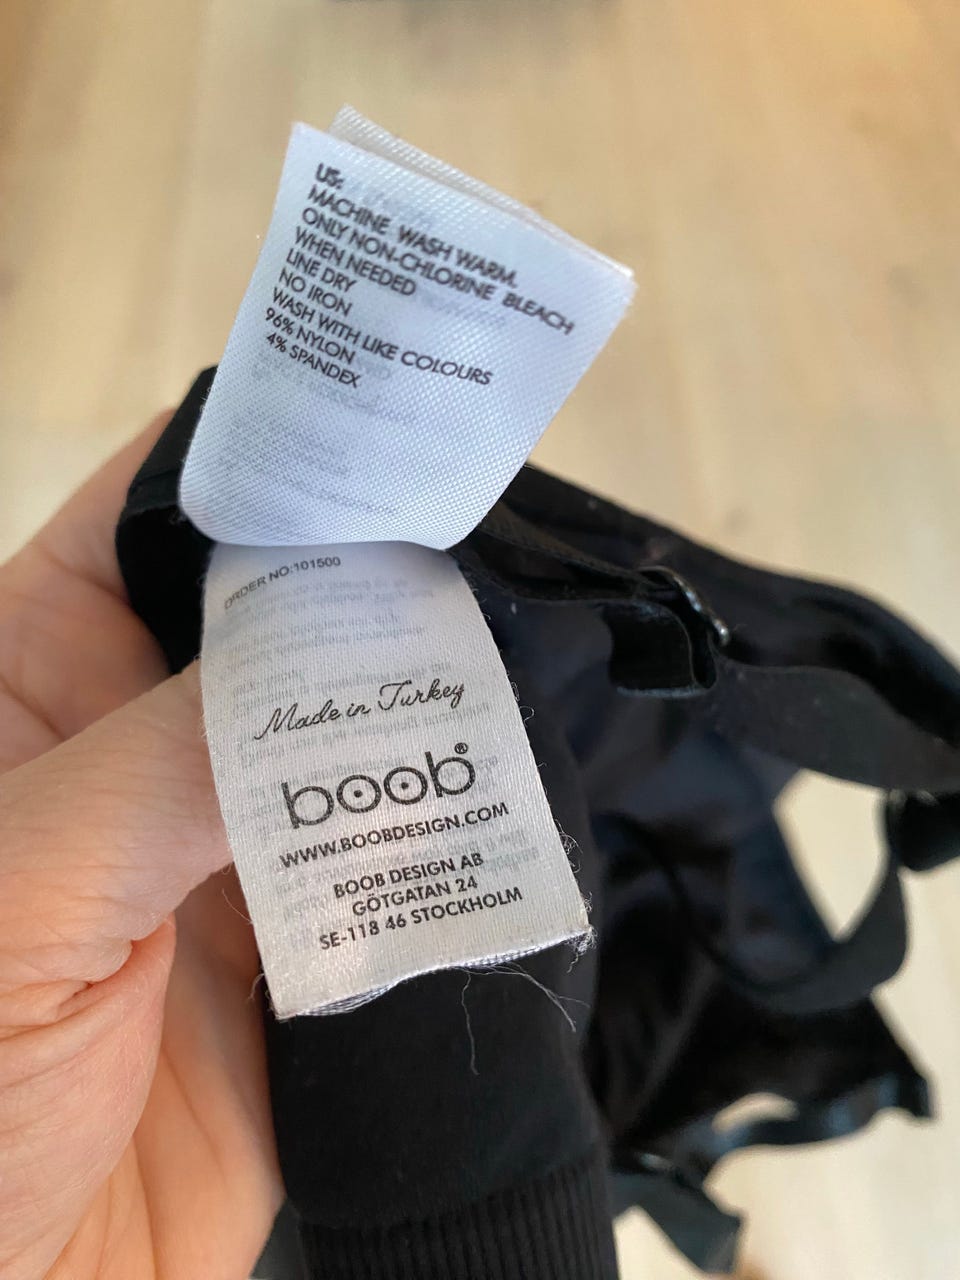 US:
MACHINE WASH WARM.
ONLY NON-CHLORINE BLEACH
WHEN NEEDED
LINE DRY
NO IRON
WASH WITH LIKE COLOURS
96% NYLON
4% SPANDEX
ORDER NO:101500
Made in Turkey
boob®
WWW.BOOBDESIGN.COM
BOOB DESIGN AB
GÖTGATAN 24
SE-118 46 STOCKHOLM